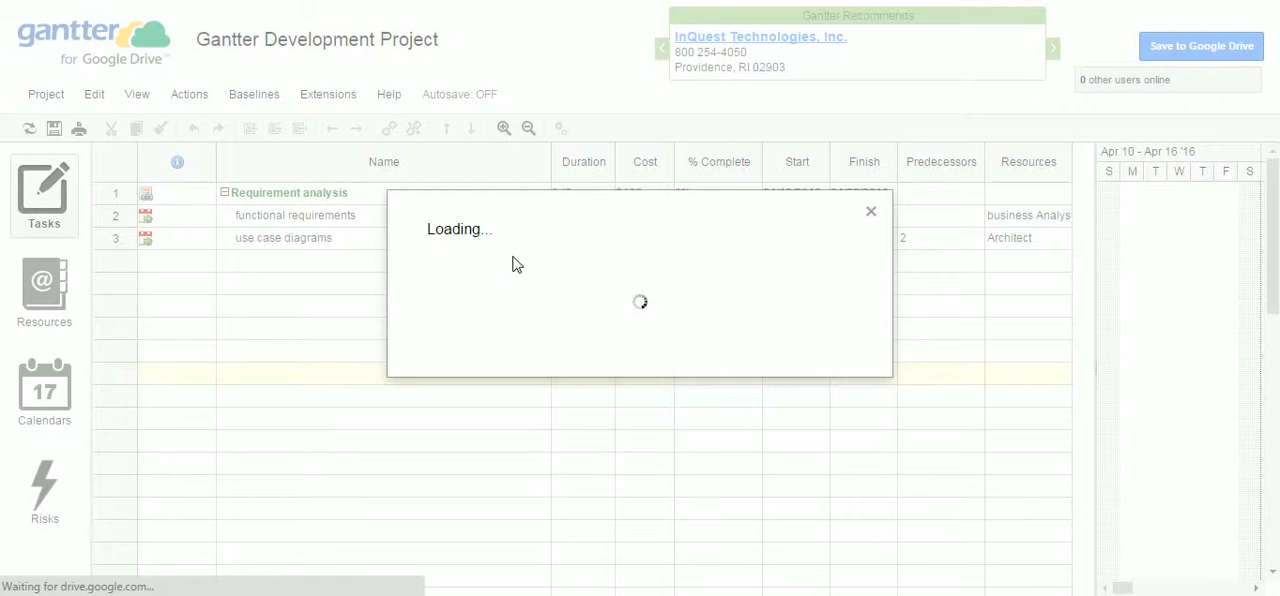 gantter
for Google Drive™
Gantter Development Project
Gantter Recommends
InQuest Technologies, Inc.
800 254-4050
Providence, RI 02903
Save to Google Drive
0 other users online
Project Edit View Actions Baselines Extensions Help Autosave: OFF
Name Duration Cost % Complete Start Finish Predecessors Resources
Apr 10 - Apr 16 '16
S M T W T F S
1 Requirement analysis
2 functional requirements business Analys
3 use case diagrams 2 Architect
Loading...
Tasks
@
Resources
17
Calendars
Risks
Waiting for drive.google.com...